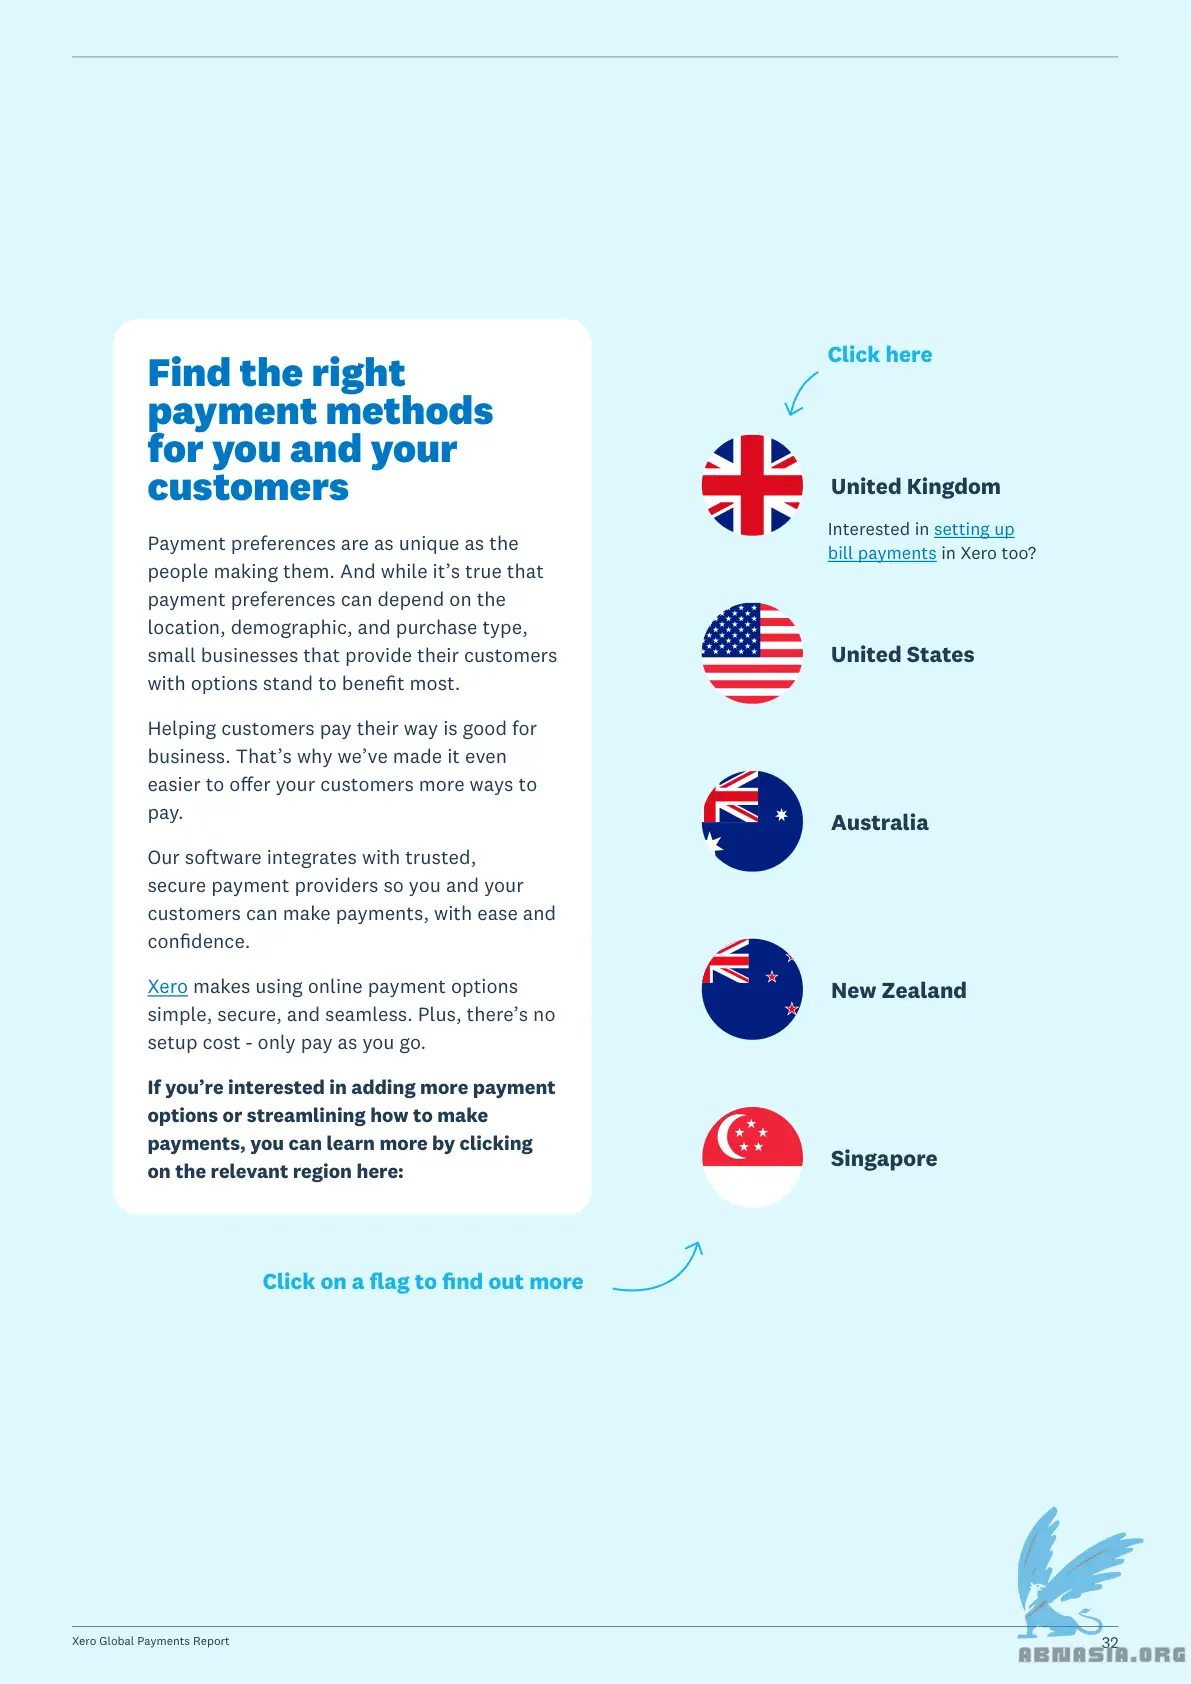 Find the right
payment methods
for you and your
customers
Payment preferences are as unique as the
people making them. And while it’s true that
payment preferences can depend on the
location, demographic, and purchase type,
small businesses that provide their customers
with options stand to benefit most.
Helping customers pay their way is good for
business. That’s why we’ve made it even
easier to offer your customers more ways to
pay.
Our software integrates with trusted,
secure payment providers so you and your
customers can make payments, with ease and
confidence.
Xero makes using online payment options
simple, secure, and seamless. Plus, there’s no
setup cost - only pay as you go.
If you’re interested in adding more payment
options or streamlining how to make
payments, you can learn more by clicking
on the relevant region here:
Click on a flag to find out more
Click here
United Kingdom
Interested in setting up
bill payments in Xero too?
United States
Australia
New Zealand
Singapore
Xero Global Payments Report
32
ABNASIA.ORG